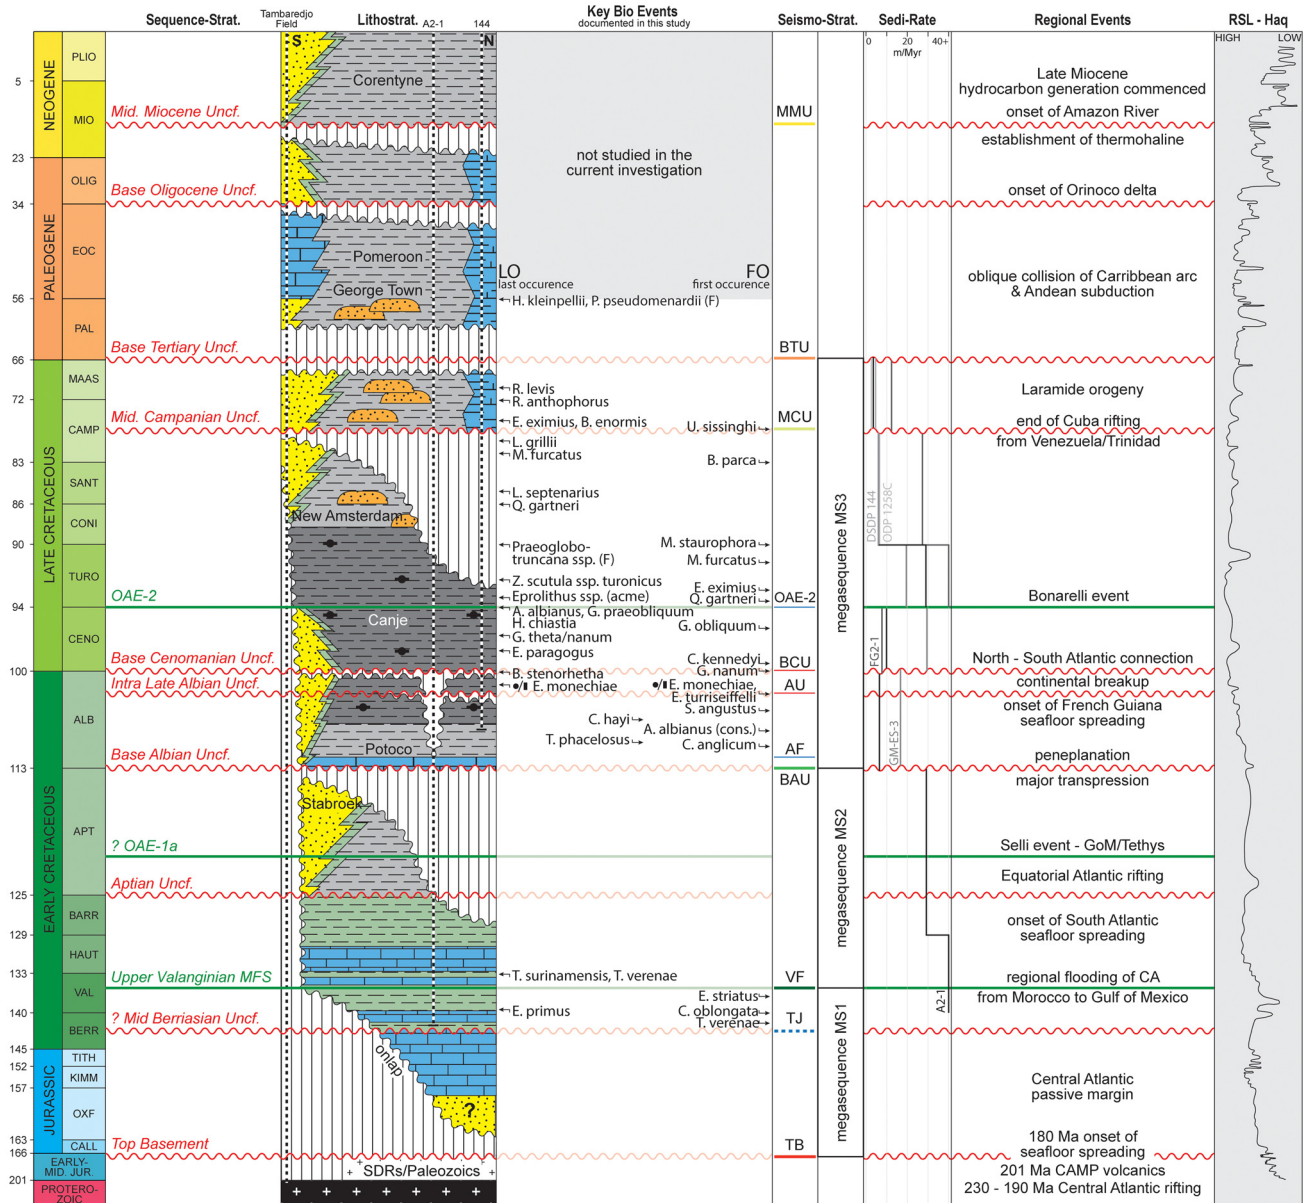 Sequence-Strat.
Tambaredjo
Field
Lithostrat.
A2-1
144
Key Bio Events
documented in this study
Seismo-Strat.
Sedi-Rate
Regional Events
RSL - Haq
0 20 40+
m/Myr
HIGH LOW
S
N
NEOGENE
PALEOGENE
LATE CRETACEOUS
EARLY CRETACEOUS
JURASSIC
EARLY-
MID. JUR.
PROTERO-
ZOIC
PLIO
MIO
OLIG
EOC
PAL
MAAS
CAMP
SANT
CONI
TURO
CENO
ALB
APT
BARR
HAUT
VAL
BERR
TITH
KIMM
OXF
CALL
5
23
34
56
66
72
83
86
90
94
100
113
125
129
133
140
145
152
157
163
166
201
Mid. Miocene Uncf.
Base Oligocene Uncf.
Base Tertiary Uncf.
Mid. Campanian Uncf.
OAE-2
Base Cenomanian Uncf.
Intra Late Albian Uncf.
Base Albian Uncf.
? OAE-1a
Aptian Uncf.
Upper Valanginian MFS
? Mid Berriasian Uncf.
Top Basement
Corentyne
Pomeroon
George Town
New Amsterdam
Canje
Potoco
Stabroek
onlap
?
SDRs/Paleozoics
not studied in the
current investigation
LO
last occurence
FO
first occurrence
H. kleinpellii, P. pseudomenardii (F)
R. levis
R. anthophorus
E. eximius, B. enormis
U. sissinghi
L. grillii
M. furcatus
B. parca
L. septenarius
Q. gartneri
Praeoglobo-
truncana ssp. (F)
M. staurophora
M. furcatus
Z. scutula ssp. turonicus
Eprolithus ssp. (acme)
E. eximius
Q. gartneri
A. albianus, G. praeobliquum
H. chiastia
G. theta/nanum
G. obliquum
E. paragogus
C. kennedyi
B. stenorhetha
G. nanum
E. monechiae
E. monechiae,
E. turriseiffelli
S. angustus
C. hayi
A. albianus (cons.)
T. phacelosus
C. anglicum
T. surinamensis, T. verenae
E. striatus
E. primus
C. oblongata
T. verenae
MMU
BTU
MCU
OAE-2
BCU
AU
AF
BAU
VF
TJ
TB
megasequence MS3
megasequence MS2
megasequence MS1
DSDP 144
ODP 1258C
FG2-1
GM-ES-3
A2-1
Late Miocene
hydrocarbon generation commenced
onset of Amazon River
establishment of thermohaline
onset of Orinoco delta
oblique collision of Carribbean arc
& Andean subduction
Laramide orogeny
end of Cuba rifting
from Venezuela/Trinidad
Bonarelli event
North - South Atlantic connection
continental breakup
onset of French Guiana
seafloor spreading
peneplanation
major transpression
Selli event - GoM/Tethys
Equatorial Atlantic rifting
onset of South Atlantic
seafloor spreading
regional flooding of CA
from Morocco to Gulf of Mexico
Central Atlantic
passive margin
180 Ma onset of
seafloor spreading
201 Ma CAMP volcanics
230 - 190 Ma Central Atlantic rifting